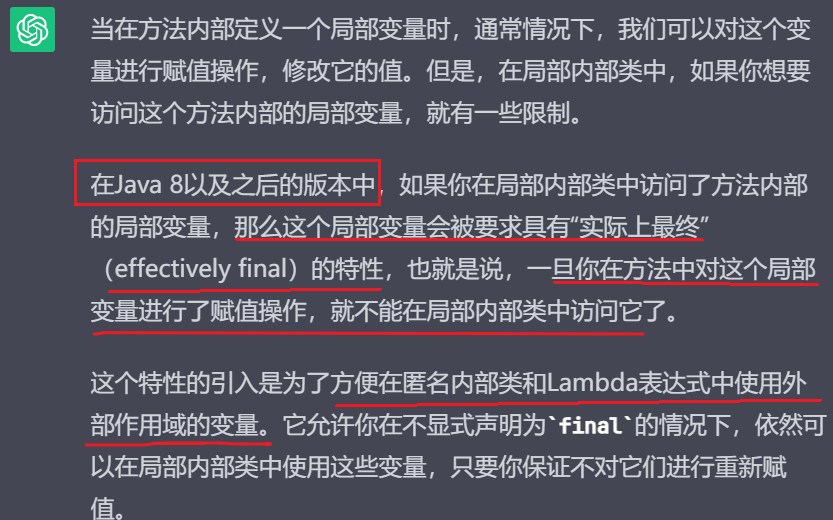 当在方法内部定义一个局部变量时，通常情况下，我们可以对这个变
量进行赋值操作，修改它的值。但是，在局部内部类中，如果你想要
访问这个方法内部的局部变量，就有一些限制。
在Java 8以及之后的版本中，如果你在局部内部类中访问了方法内部
的局部变量，那么这个局部变量会被要求具有“实际上最终”
（effectively final）的特性，也就是说，一旦你在方法中对这个局部
变量进行了赋值操作，就不能在局部内部类中访问它了。
这个特性的引入是为了方便在匿名内部类和Lambda表达式中使用外
部作用域的变量。它允许你在不显式声明为`final`的情况下，依然可
以在局部内部类中使用这些变量，只要你保证不对它们进行重新赋
值。